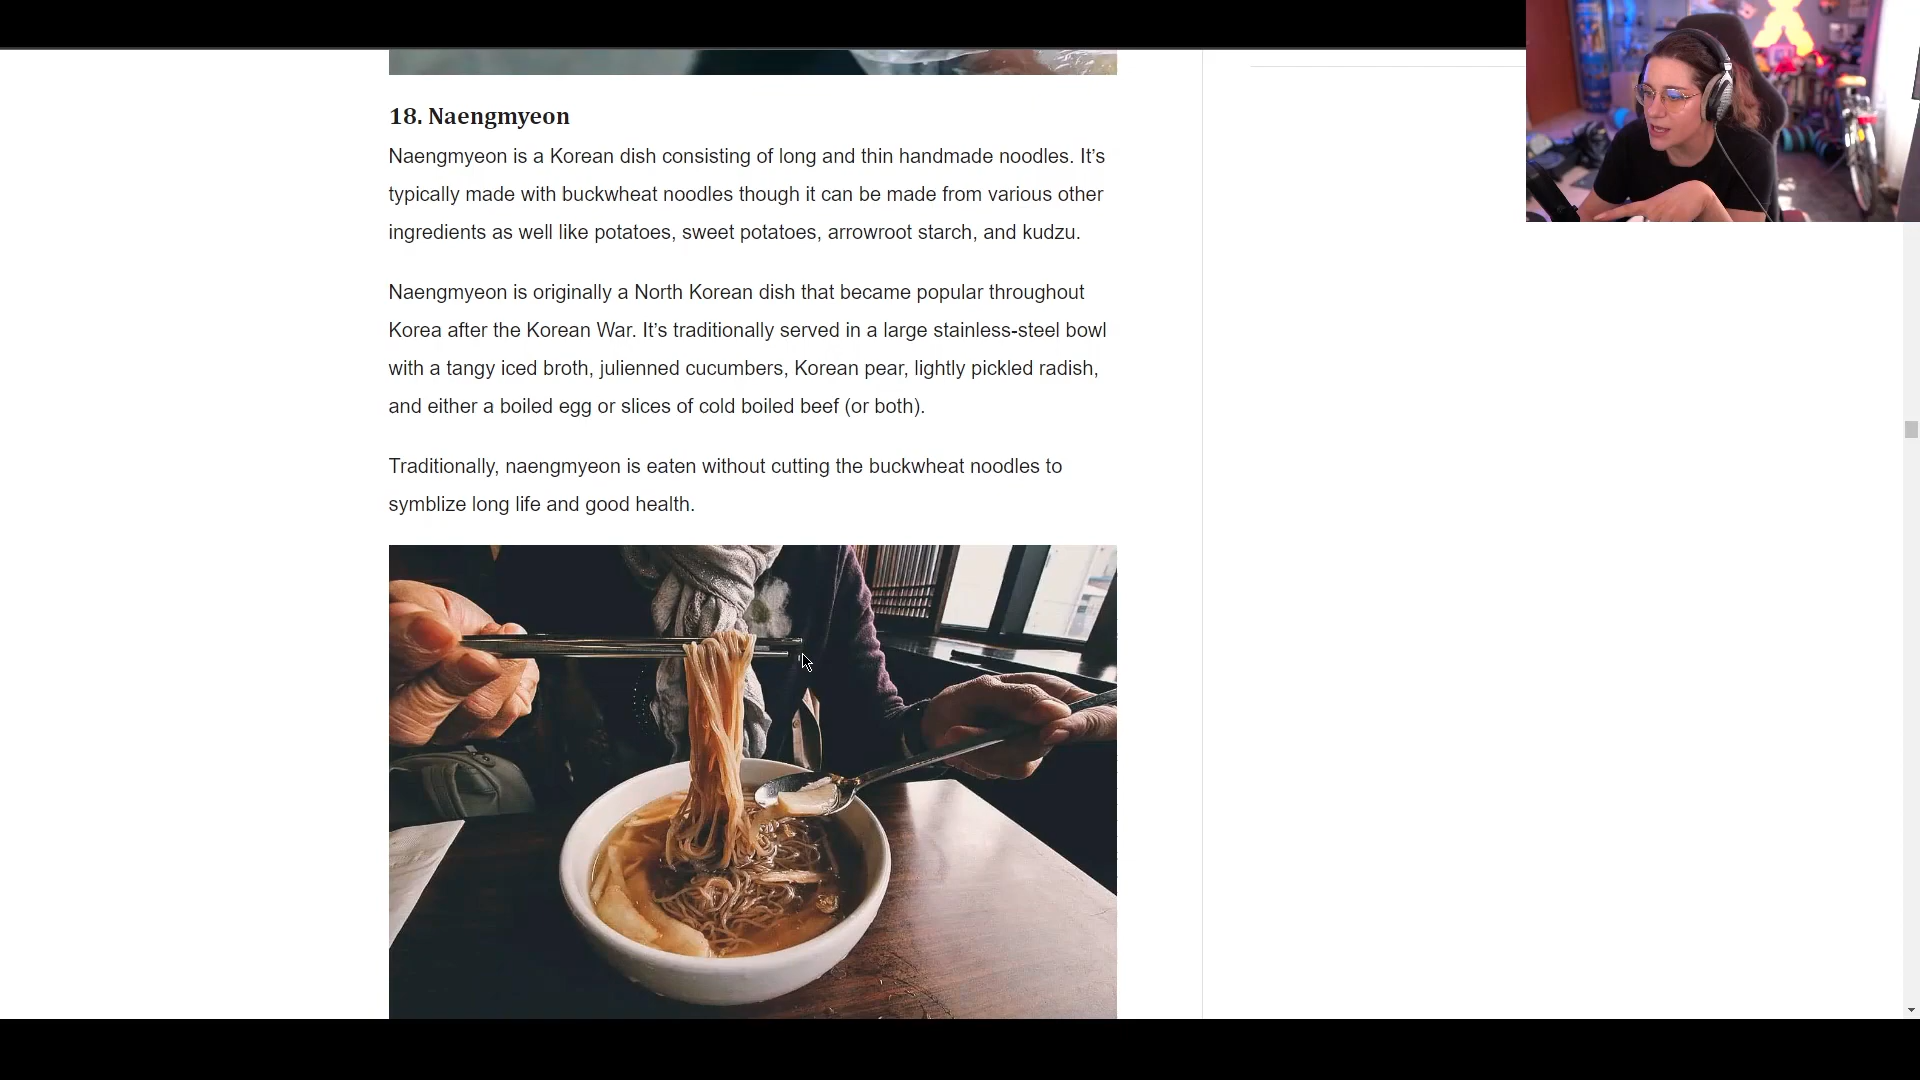 18. Naengmyeon
Naengmyeon is a Korean dish consisting of long and thin handmade noodles. It’s
typically made with buckwheat noodles though it can be made from various other
ingredients as well like potatoes, sweet potatoes, arrowroot starch, and kudzu.
Naengmyeon is originally a North Korean dish that became popular throughout
Korea after the Korean War. It’s traditionally served in a large stainless-steel bowl
with a tangy iced broth, julienned cucumbers, Korean pear, lightly pickled radish,
and either a boiled egg or slices of cold boiled beef (or both).
Traditionally, naengmyeon is eaten without cutting the buckwheat noodles to
symblize long life and good health.